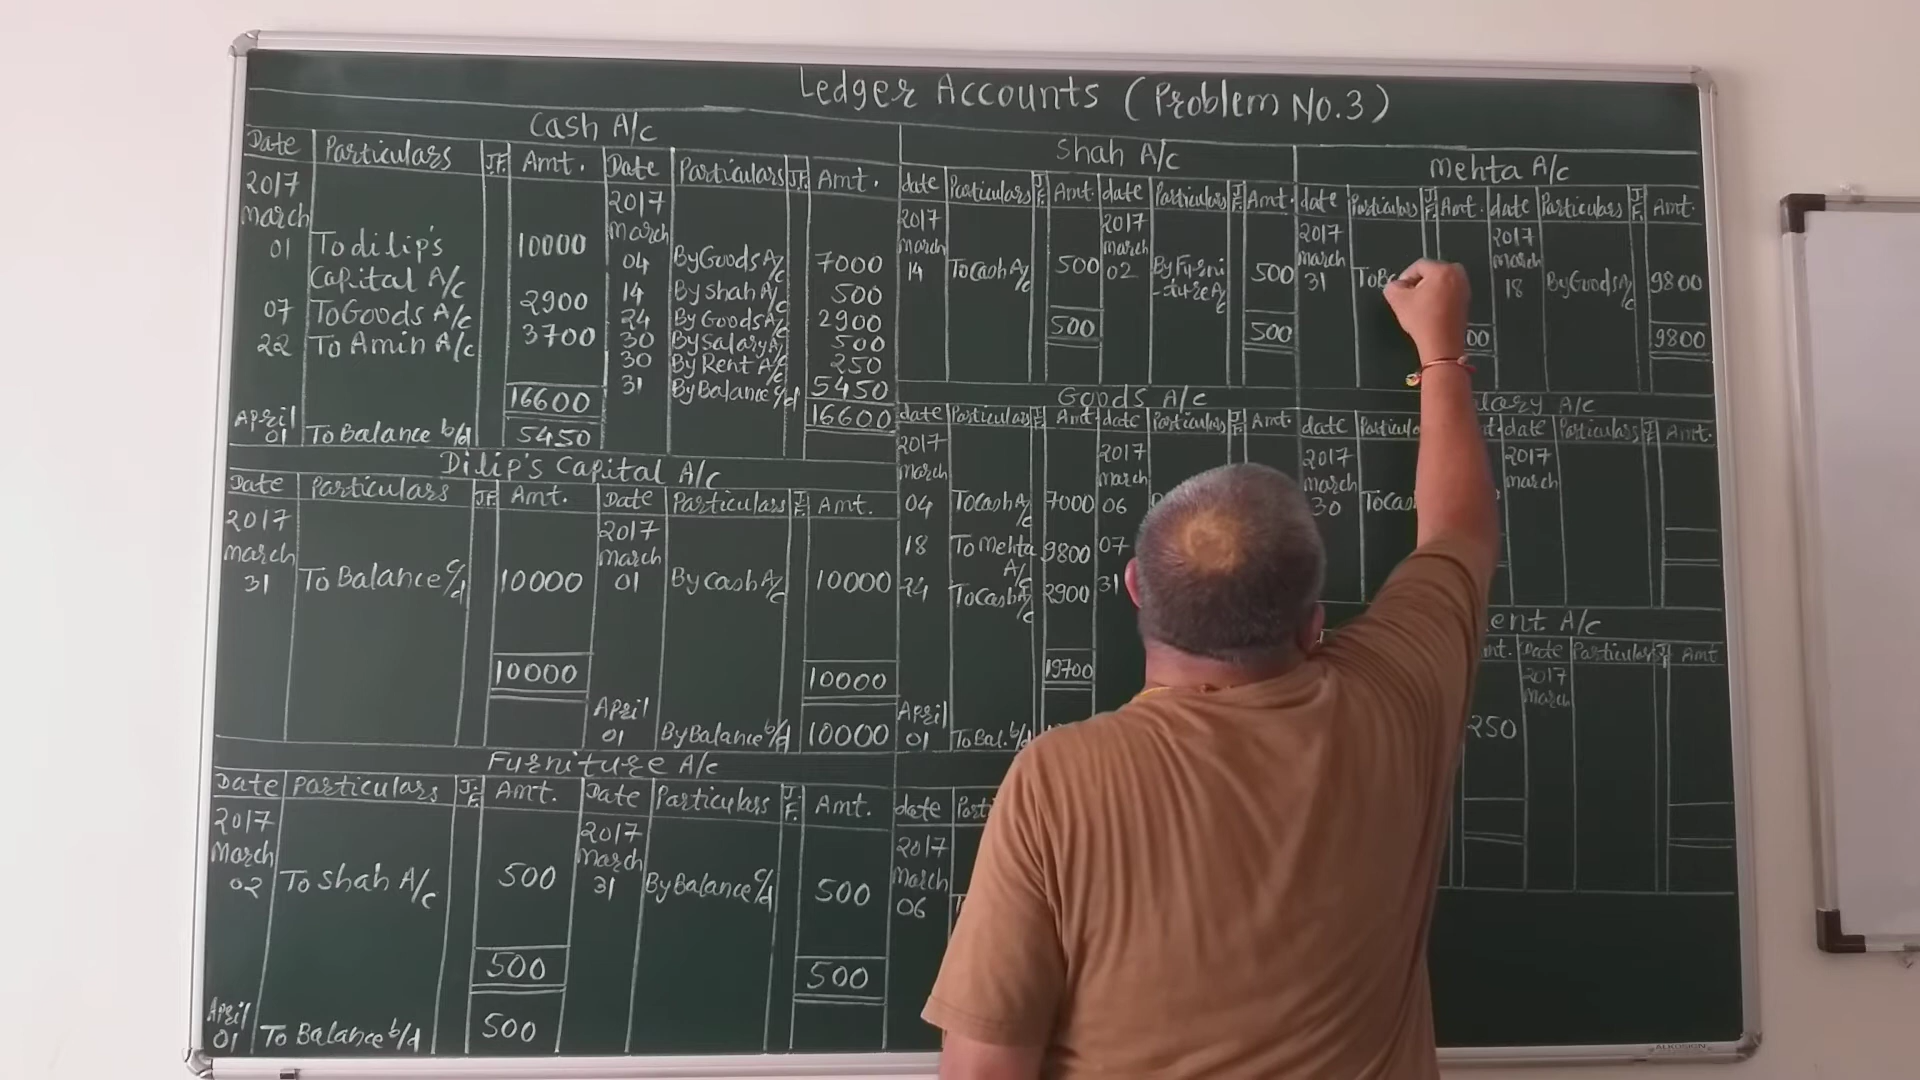 Ledger Accounts (Problem No.3)
Cash A/c
Date Particulars J.F. Amt. Date Particulars J.F. Amt.
2017 2017
March March
01 To dilip's 10000 04 By Goods A/c 7000
Capital A/c 14 By Shah A/c 500
07 To Goods A/c 2900 24 By Goods A/c 2900
22 To Amin A/c 3700 30 By Salary A/c 500
30 By Rent A/c 250
31 By Balance c/d 5450
16600 16600
April
01 To Balance b/d 5450
Dilip's Capital A/c
Date Particulars J.F. Amt. Date Particulars J.F. Amt.
2017 2017
March March
31 To Balance c/d 10000 01 By Cash A/c 10000
10000 10000
April
01 By Balance b/d 10000
Furniture A/c
Date Particulars J.F. Amt. Date Particulars J.F. Amt.
2017 2017
March March
02 To Shah A/c 500 31 By Balance c/d 500
500 500
April
01 To Balance b/d 500
Shah A/c
date Particulars J.F. Amt. date Particulars J.F. Amt.
2017 2017
March March
14 To Cash A/c 500 02 By Furni 500
-ture A/c
500 500
Goods A/c
date Particulars J.F. Amt. date Particulars J.F. Amt.
2017 2017
March March
04 To Cash A/c 7000 06
18 To Mehta A/c 9800 07
24 To Cash A/c 2900 31
19700
April
01 To Bal. b/d
date
2017
March
06
Mehta A/c
date Particulars J.F. Amt. date Particulars J.F. Amt.
2017 2017
March March
31 To 18 By Goods A/c 9800
9800
A/c
date date Particulars J.F. Amt.
2017 2017
March March
30 To
A/c
Date Particulars J.F. Amt
2017
March
250
ALKOSIGN